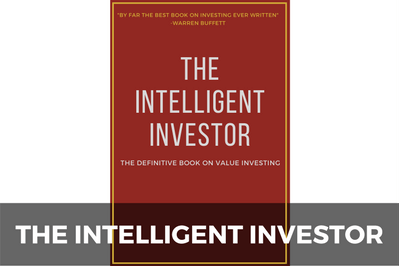 "BY FAR THE BEST BOOK ON INVESTING EVER WRITTEN"
-WARREN BUFFETT
THE
INTELLIGENT
INVESTOR
THE DEFINITIVE BOOK ON VALUE INVESTING
THE INTELLIGENT INVESTOR